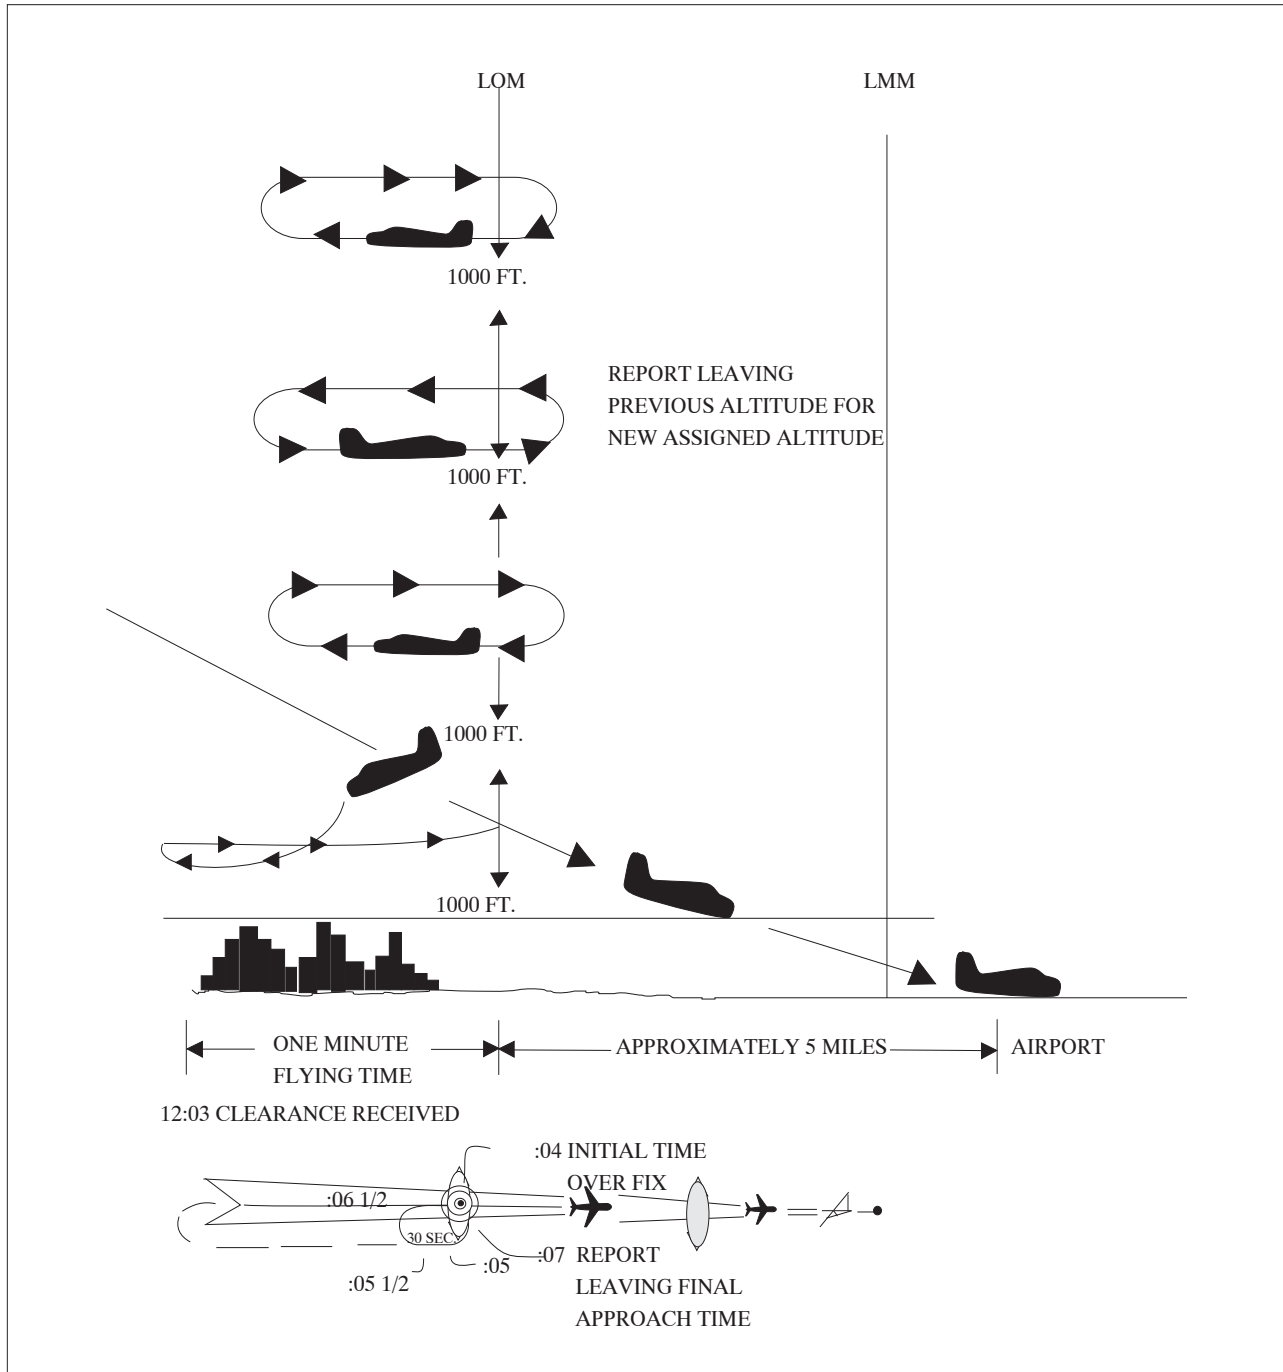 LOM
LMM
1000 FT.
REPORT LEAVING
PREVIOUS ALTITUDE FOR
NEW ASSIGNED ALTITUDE
1000 FT.
1000 FT.
1000 FT.
ONE MINUTE
FLYING TIME
APPROXIMATELY 5 MILES
AIRPORT
12:03 CLEARANCE RECEIVED
:04 INITIAL TIME
OVER FIX
:06 1/2
30 SEC.
:05
:05 1/2
:07 REPORT
LEAVING FINAL
APPROACH TIME